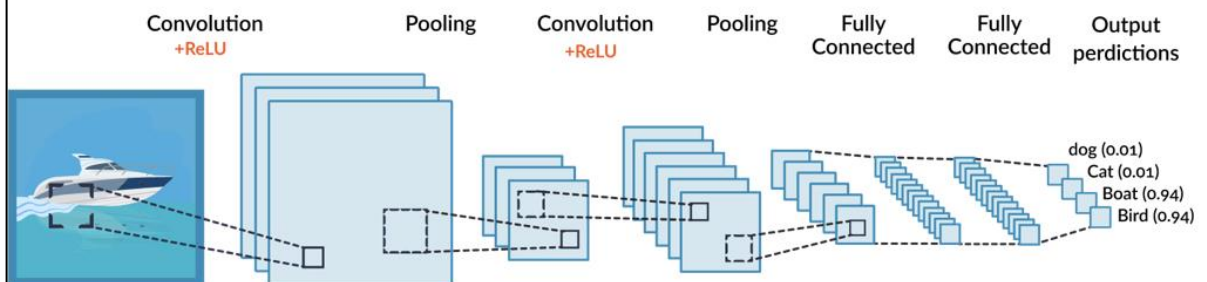 Convolution
+ReLU
Pooling
Convolution
+ReLU
Pooling
Fully
Connected
Fully
Connected
Output
perdictions
dog (0.01)
Cat (0.01)
Boat (0.94)
Bird (0.94)